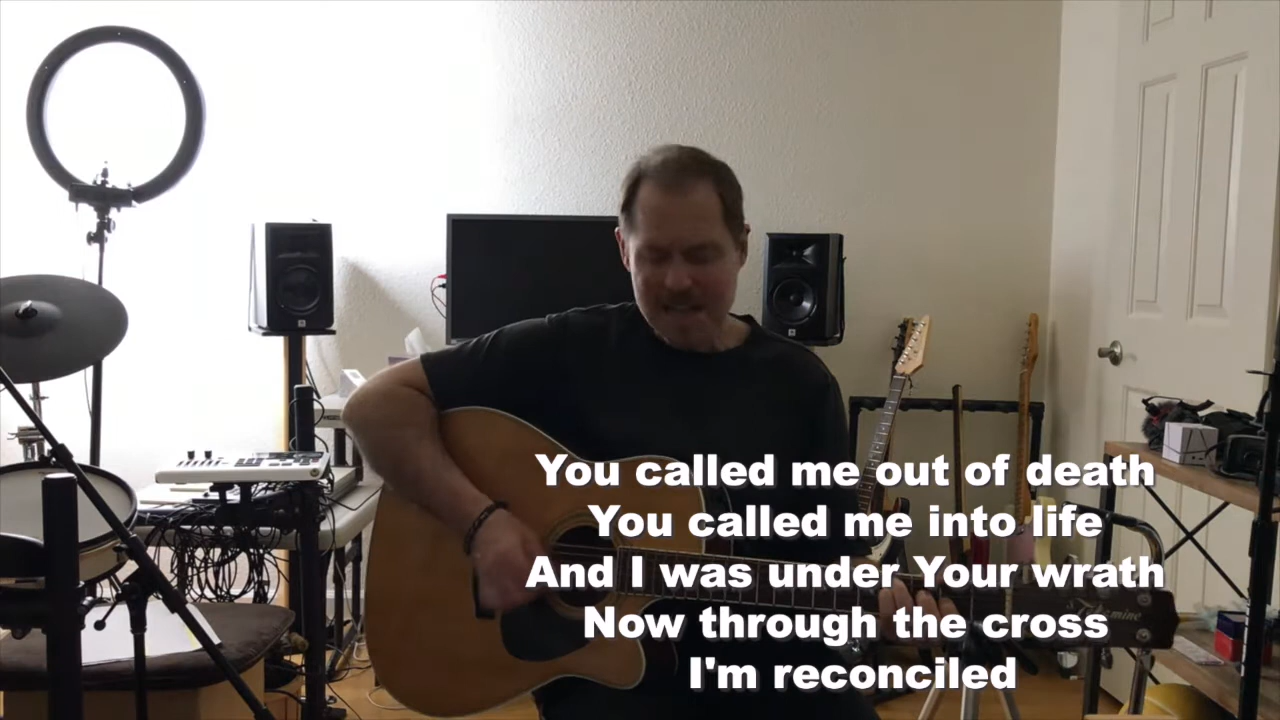 You called me out of death
You called me into life
And I was under Your wrath
Now through the cross
I'm reconciled
Takamine